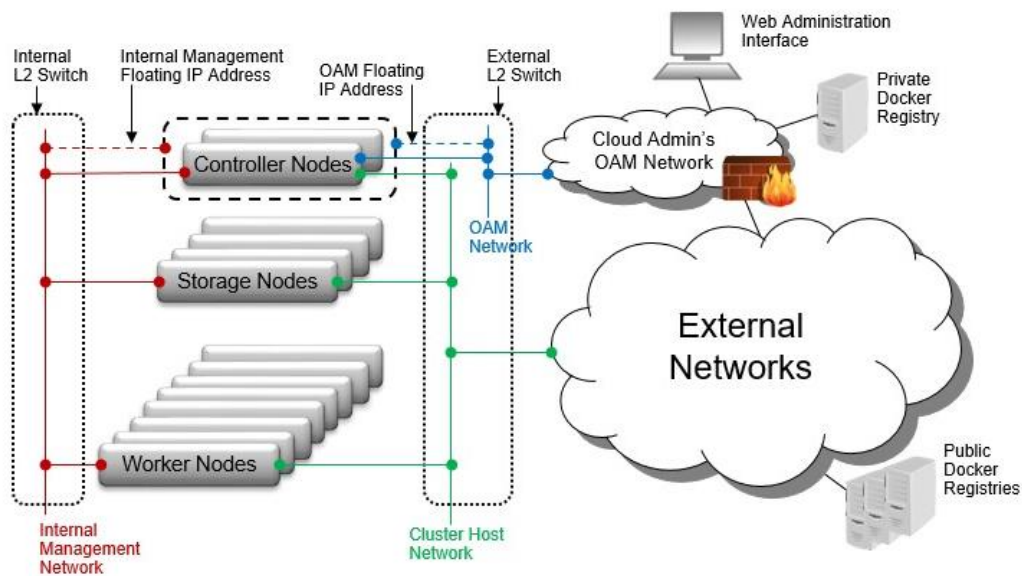 Internal
L2 Switch
Internal Management
Floating IP Address
OAM Floating
IP Address
External
L2 Switch
Web Administration
Interface
Private
Docker
Registry
Cloud Admin's
OAM Network
Controller Nodes
OAM
Network
Storage Nodes
External
Networks
Worker Nodes
Public
Docker
Registries
Internal
Management
Network
Cluster Host
Network